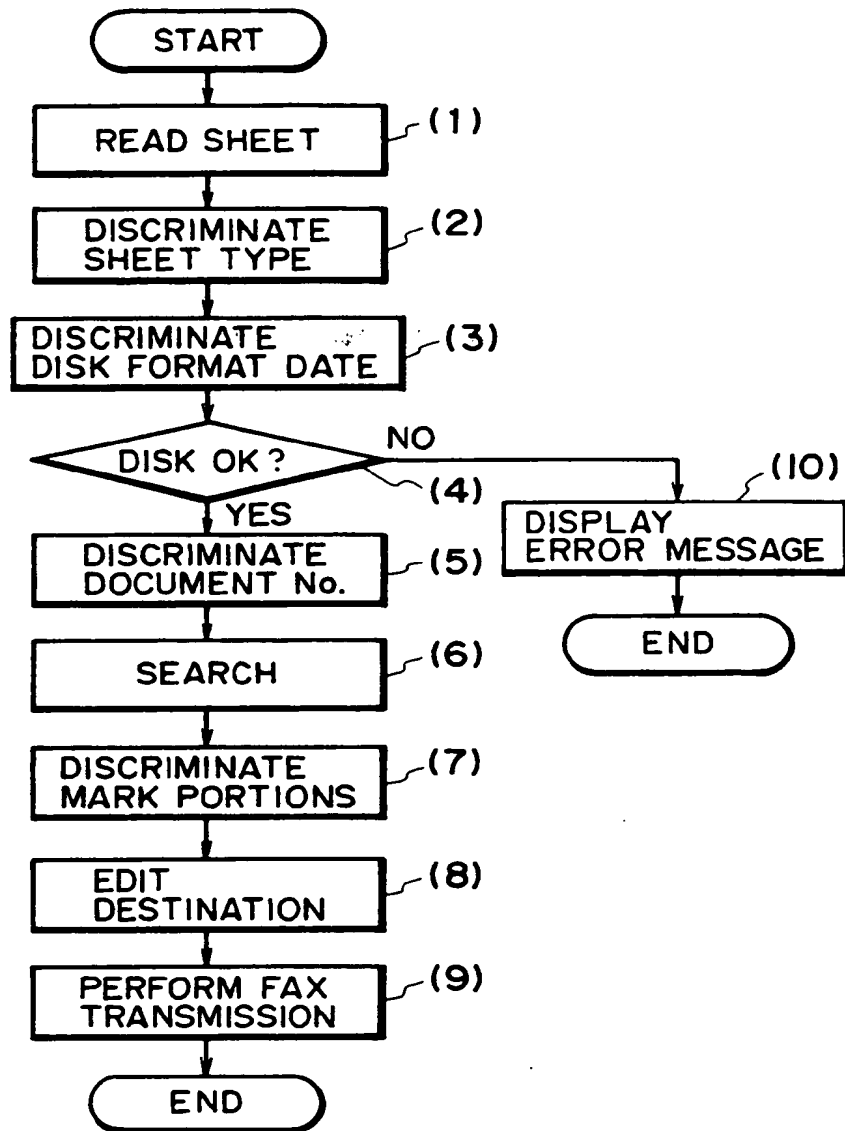 START
READ SHEET
(1)
DISCRIMINATE
SHEET TYPE
(2)
DISCRIMINATE
DISK FORMAT DATE
(3)
DISK OK?
(4)
NO
YES
(10)
DISPLAY
ERROR MESSAGE
END
DISCRIMINATE
DOCUMENT No.
(5)
SEARCH
(6)
DISCRIMINATE
MARK PORTIONS
(7)
EDIT
DESTINATION
(8)
PERFORM FAX
TRANSMISSION
(9)
END